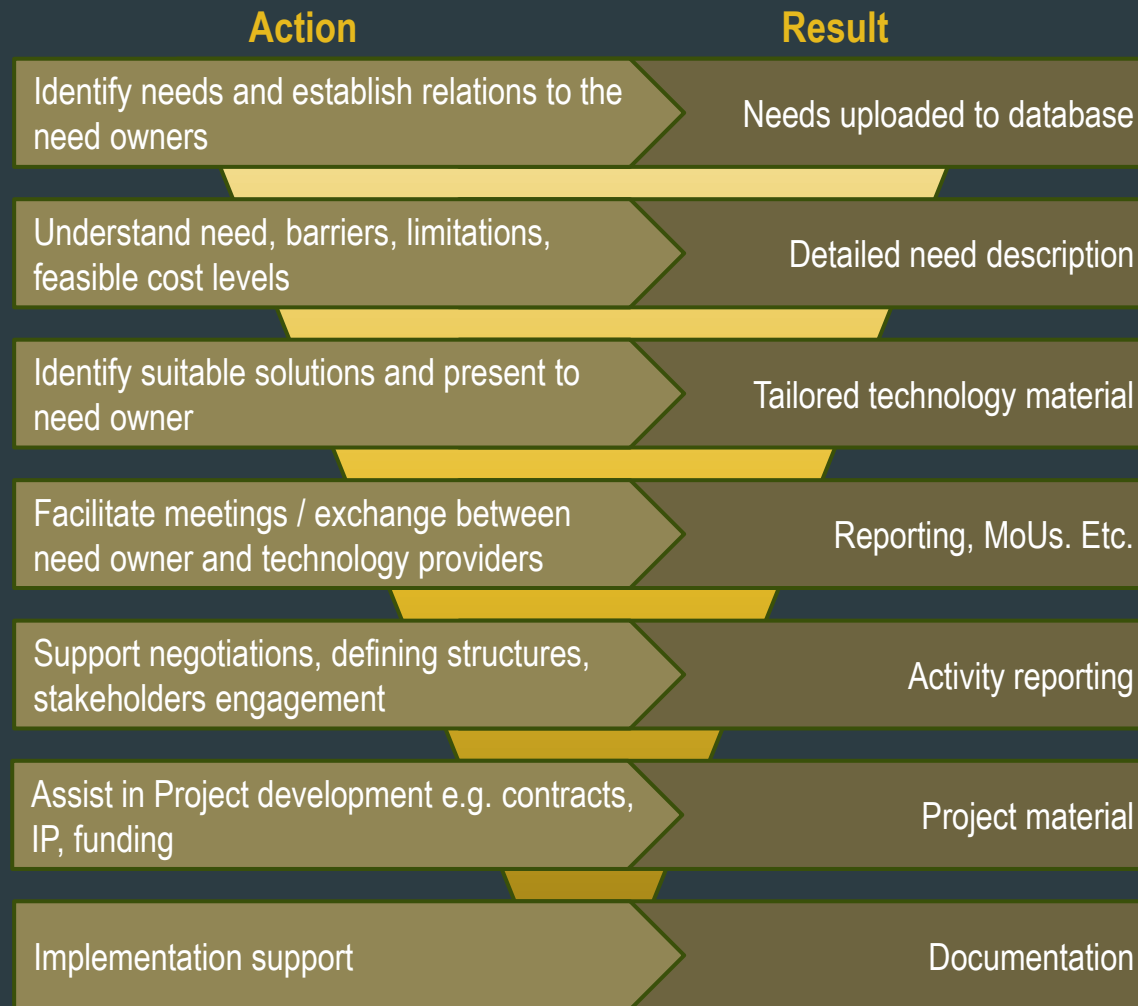 Action
Result
Identify needs and establish relations to the
need owners
Needs uploaded to database
Understand need, barriers, limitations,
feasible cost levels
Detailed need description
Identify suitable solutions and present to
need owner
Tailored technology material
Facilitate meetings / exchange between
need owner and technology providers
Reporting, MoUs. Etc.
Support negotiations, defining structures,
stakeholders engagement
Activity reporting
Assist in Project development e.g. contracts,
IP, funding
Project material
Implementation support
Documentation